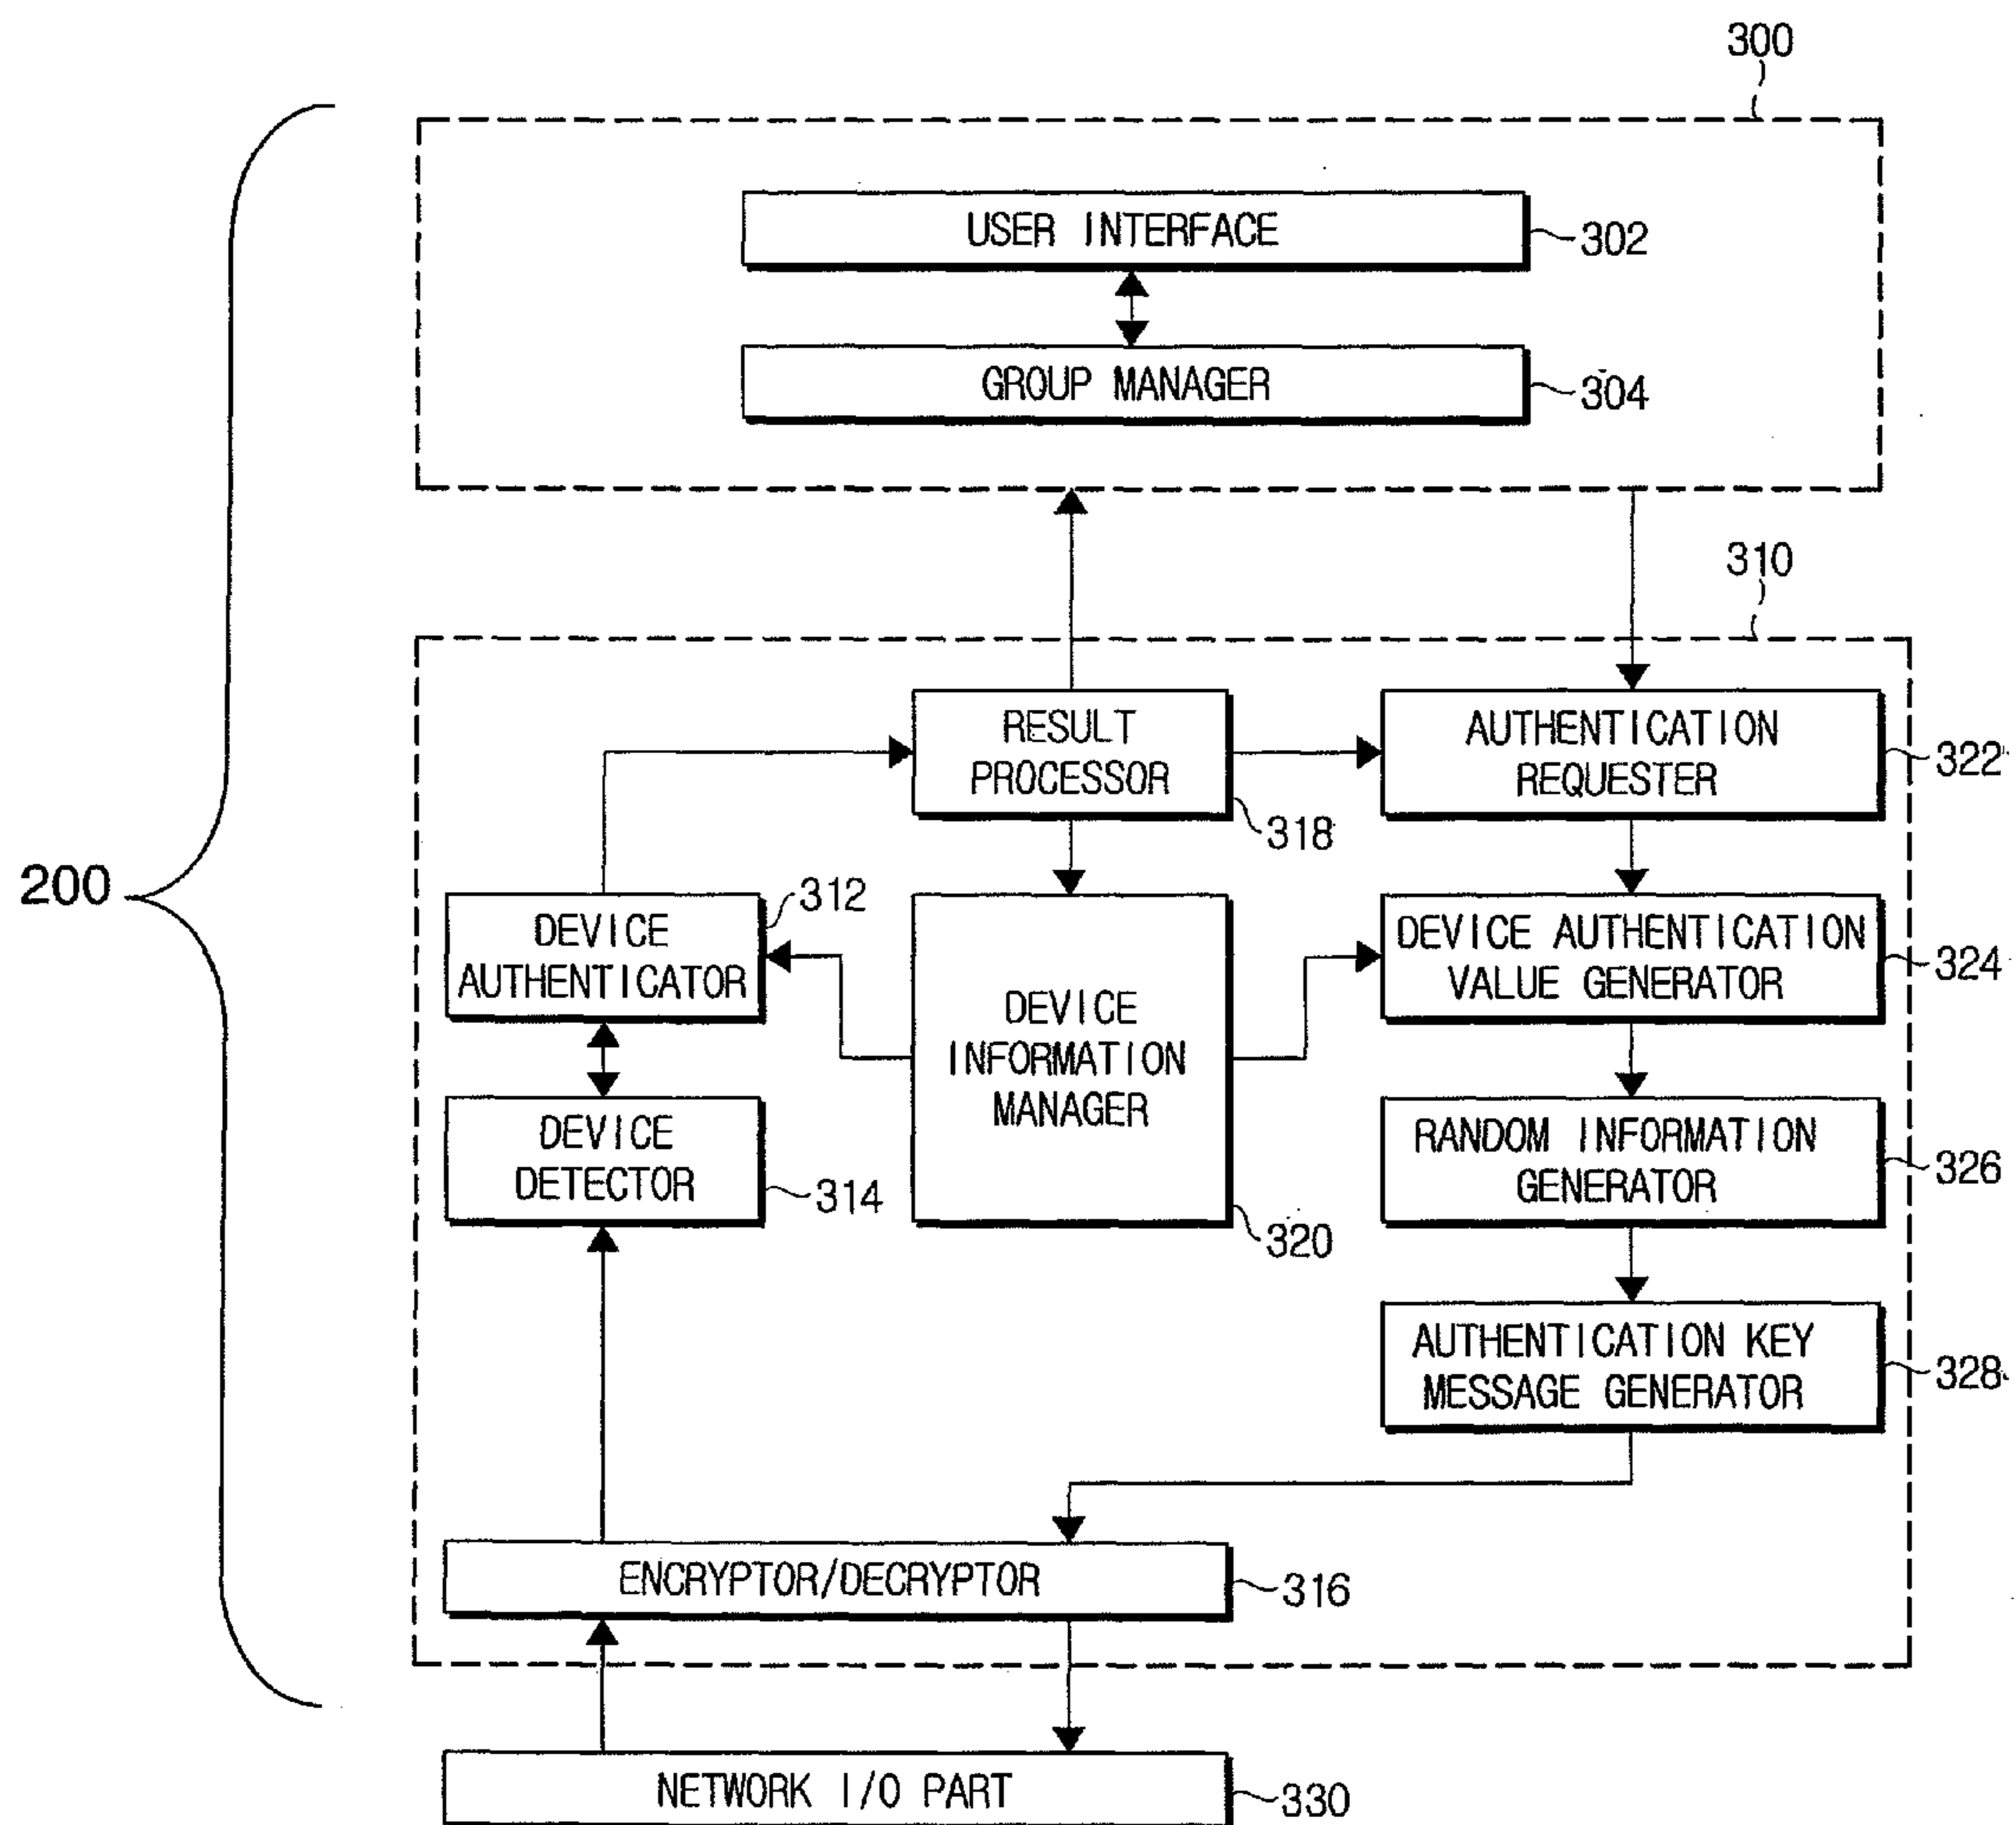 300
USER INTERFACE
302
GROUP MANAGER
304
310
RESULT
PROCESSOR
318
AUTHENTICATION
REQUESTER
322
200
DEVICE
AUTHENTICATOR
312
DEVICE
INFORMATION
MANAGER
320
DEVICE AUTHENTICATION
VALUE GENERATOR
324
DEVICE
DETECTOR
314
RANDOM INFORMATION
GENERATOR
326
AUTHENTICATION KEY
MESSAGE GENERATOR
328
ENCRYPTOR/DECRYPTOR
316
NETWORK I/O PART
330